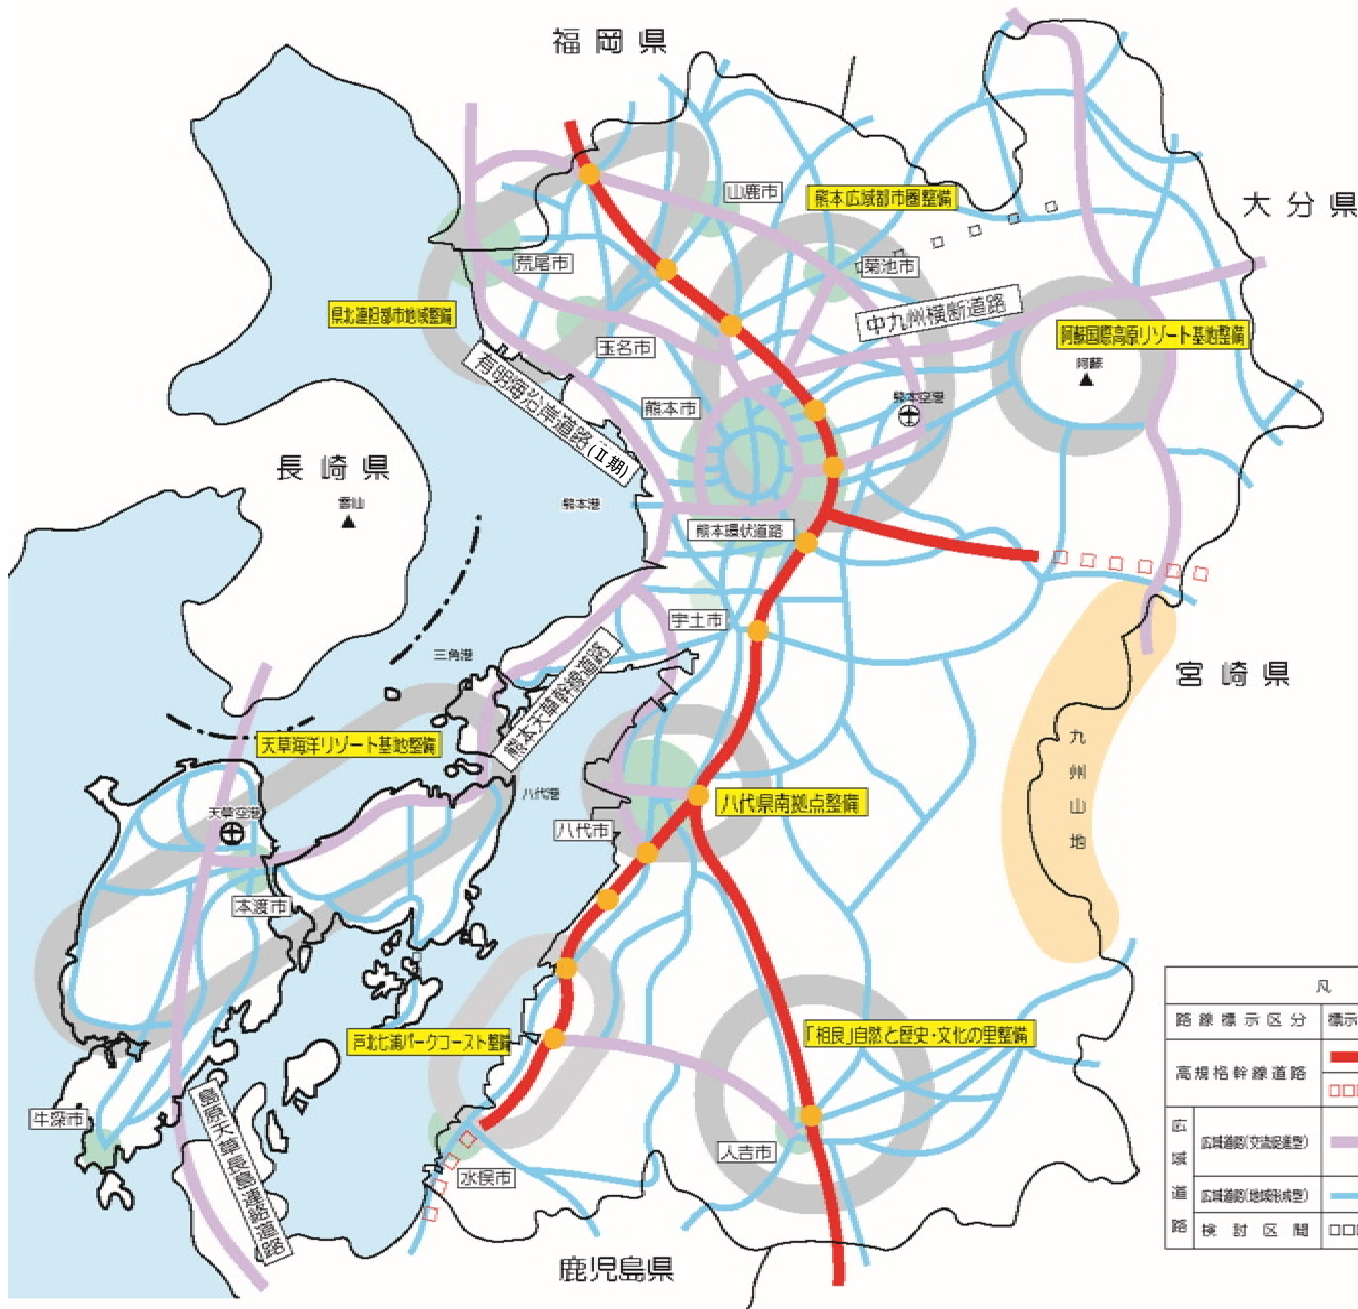 福岡県
大分県
山鹿市
熊本広域都市圏整備
荒尾市
菊池市
県北連担都市地域整備
中九州横断道路
玉名市
阿蘇国際高原リゾート基地整備
阿蘇
有明海沿岸道路(Ⅱ期)
熊本市
熊本空港
長崎県
雲仙
熊本港
熊本環状道路
宇土市
三角港
宮崎県
熊本天草幹線道路
天草海洋リゾート基地整備
九州山地
八代港
八代県南拠点整備
天草空港
八代市
本渡市
芦北七浦パークコースト整備
「相良」自然と歴史・文化の里整備
牛深市
島原天草長島連絡道路
人吉市
水俣市
鹿児島県
凡
路線標示区分 標示
高規格幹線道路
広域道路
広域道路(交流促進型)
広域道路(地域形成型)
検討区間